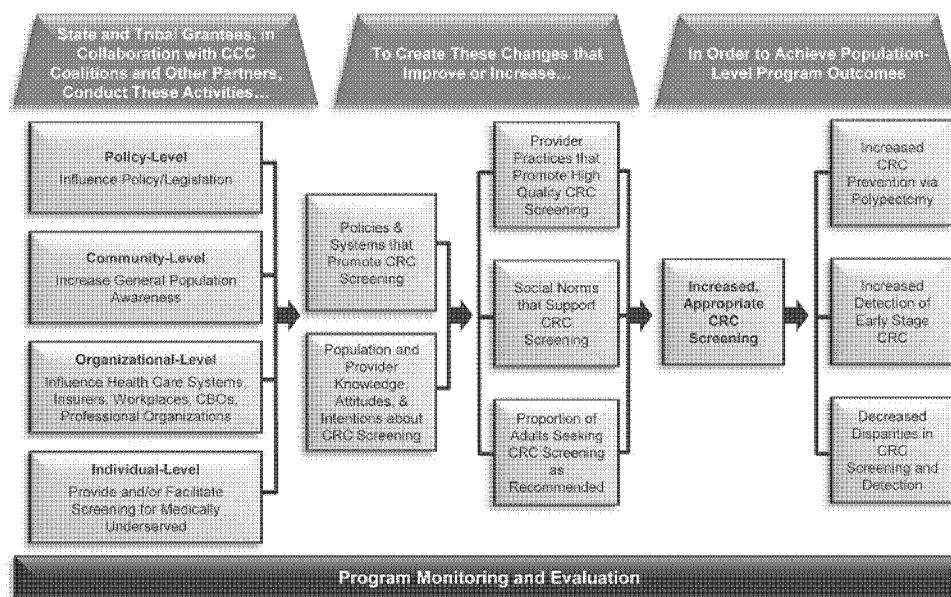 State and Tribal Grantees, in
Collaboration with CCC
Coalitions and Other Partners,
Conduct These Activities...
To Create These Changes that
Improve or Increase...
In Order to Achieve Population-
Level Program Outcomes
Policy-Level
Influence Policy/Legislation
Community-Level
Increase General Population
Awareness
Organizational-Level
Influence Health Care Systems,
Insurers, Workplaces, CBOs,
Professional Organizations
Individual-Level
Provide and/or Facilitate
Screening for Medically
Underserved
Policies &
Systems that
Promote CRC
Screening
Population and
Provider
Knowledge,
Attitudes, &
Intentions about
CRC Screening
Provider
Practices that
Promote High
Quality CRC
Screening
Social Norms
that Support
CRC
Screening
Proportion of
Adults Seeking
CRC Screening
as
Recommended
Increased,
Appropriate
CRC
Screening
Increased
CRC
Prevention via
Polypectomy
Increased
Detection of
Early Stage
CRC
Decreased
Disparities in
CRC
Screening and
Detection
Program Monitoring and Evaluation